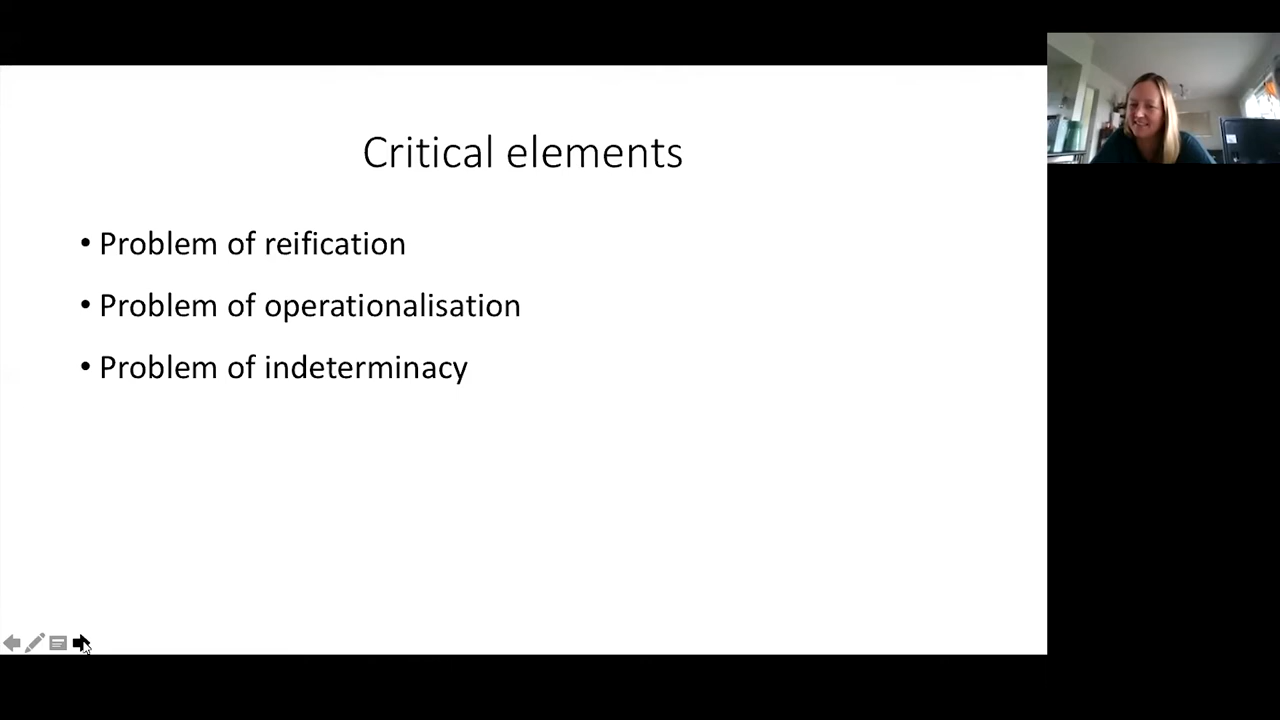 Critical elements
• Problem of reification
• Problem of operationalisation
• Problem of indeterminacy